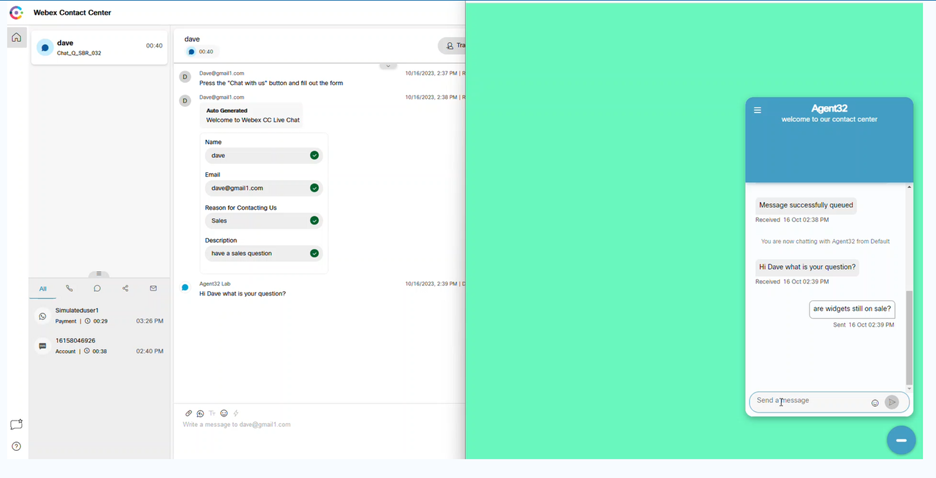 Webex Contact Center
dave
Chat_Q_SBR_032
00:40
All
Simulateduser1
Payment | 00:29
03:26 PM
16158046926
Account | 00:38
02:40 PM
dave
00:40
Tra
D
Dave@gmail1.com
10/16/2023, 2:37 PM | R
Press the "Chat with us" button and fill out the form
D
Dave@gmail1.com
10/16/2023, 2:38 PM | R
Auto Generated
Welcome to Webex CC Live Chat
Name
dave
Email
dave@gmail1.com
Reason for Contacting Us
Sales
Description
have a sales question
Agent32 Lab
10/16/2023, 2:39 PM | D
Hi Dave what is your question?
Write a message to dave@gmail1.com
Agent32
welcome to our contact center
Message successfully queued
Received 16 Oct 02:38 PM
You are now chatting with Agent32 from Default
Hi Dave what is your question?
Received 16 Oct 02:39 PM
are widgets still on sale?
Sent 16 Oct 02:39 PM
Send a message